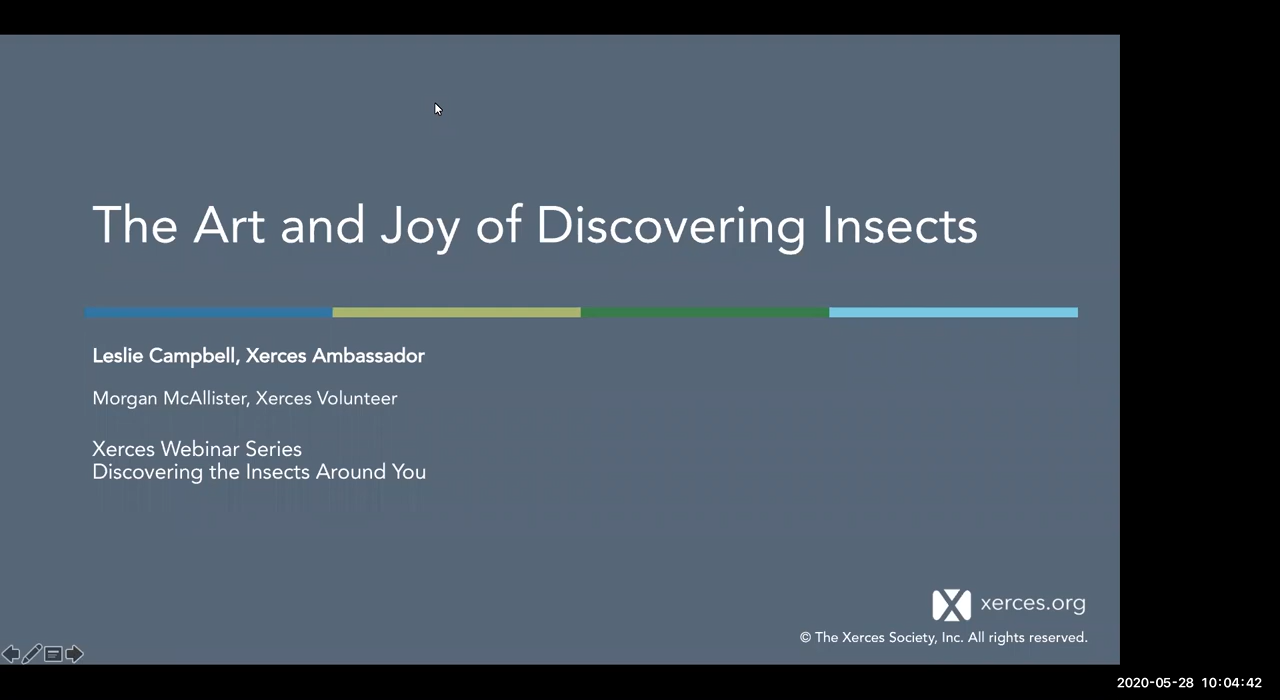 The Art and Joy of Discovering Insects
Leslie Campbell, Xerces Ambassador
Morgan McAllister, Xerces Volunteer
Xerces Webinar Series
Discovering the Insects Around You
xerces.org
© The Xerces Society, Inc. All rights reserved.
2020-05-28 10:04:42